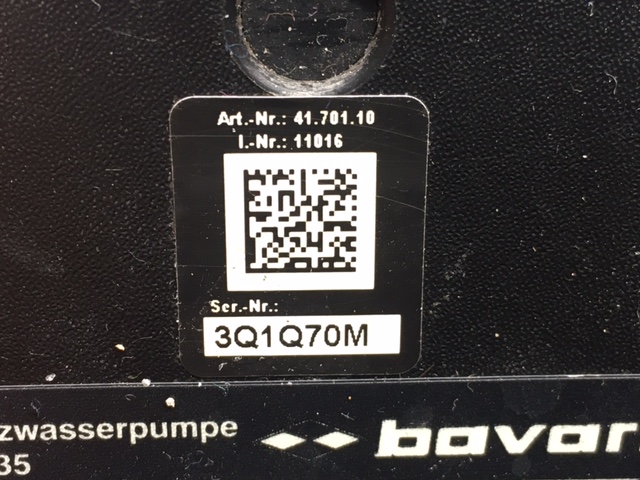 Art.-Nr.: 41.701.10
I.-Nr.: 11016
Ser.-Nr.:
3Q1Q70M
zwasserpumpe
bavar
35